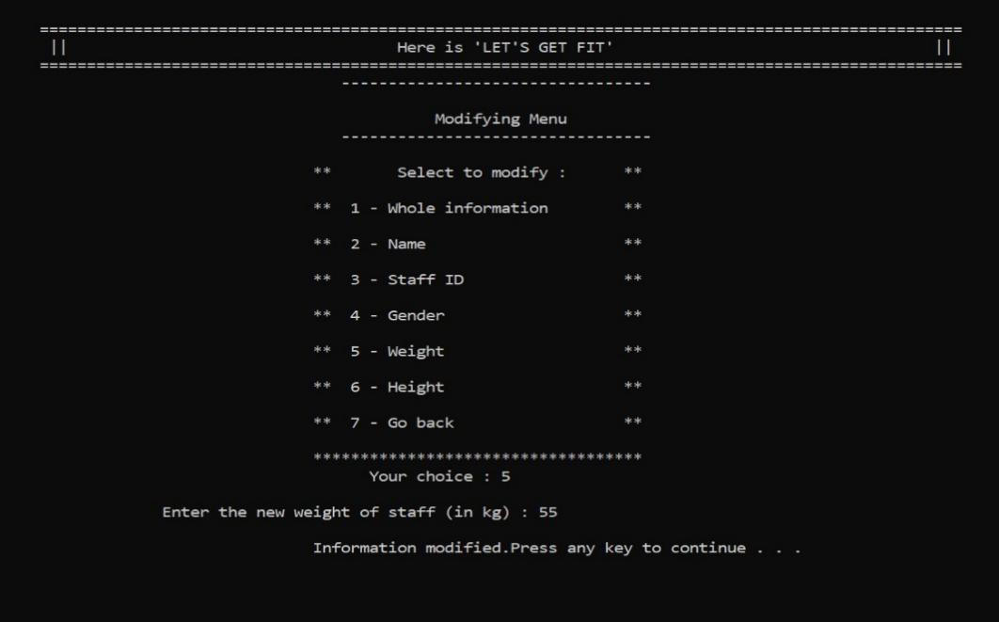 ==================================================================================================
||                                   Here is 'LET'S GET FIT'                                  ||
==================================================================================================
---------------------------------
Modifying Menu
---------------------------------
**       Select to modify :      **
**  1 - Whole information        **
**  2 - Name                     **
**  3 - Staff ID                 **
**  4 - Gender                   **
**  5 - Weight                   **
**  6 - Height                   **
**  7 - Go back                  **
***********************************
Your choice : 5
Enter the new weight of staff (in kg) : 55
Information modified.Press any key to continue . . .